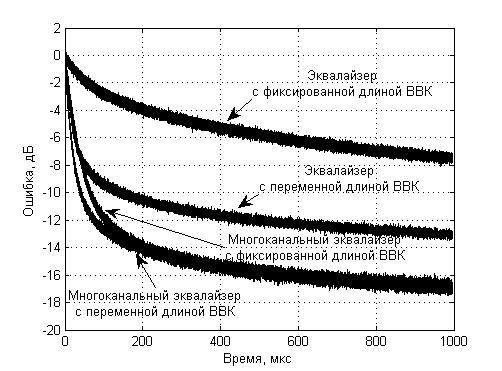 2
0
-2
-4
-6
-8
-10
-12
-14
-16
-18
-20
Ошибка, дБ
Эквалайзер
с фиксированной длиной ВВК
Эквалайзер
с переменной длиной ВВК
Многоканальный эквалайзер
с фиксированной длиной ВВК
Многоканальный эквалайзер
с переменной длиной ВВК
0 200 400 600 800 1000
Время, мкс